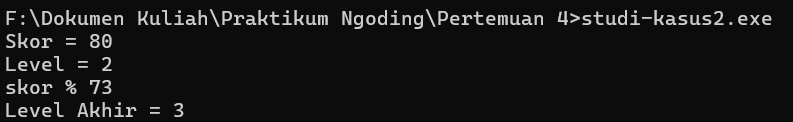 F:\Dokumen Kuliah\Praktikum Ngoding\Pertemuan 4>studi-kasus2.exe
Skor = 80
Level = 2
skor % 73
Level Akhir = 3